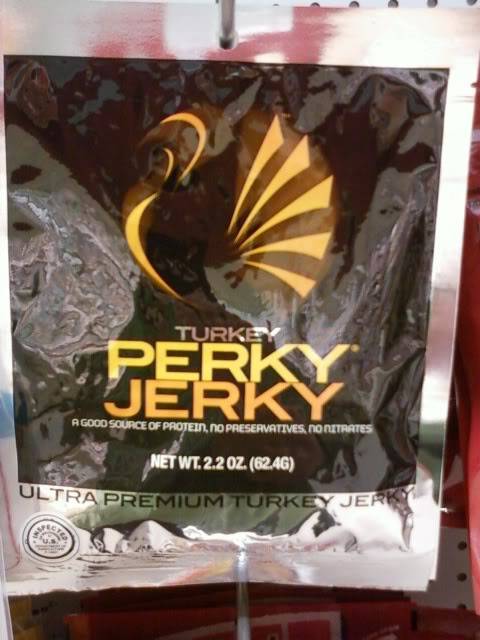 TURKEY
PERKY
JERKY
A GOOD SOURCE OF PROTEIN, NO PRESERVATIVES, NO NITRATES
NET WT. 2.2 OZ. (62.4G)
ULTRA PREMIUM TURKEY JERKY
INSPECTED
U.S.